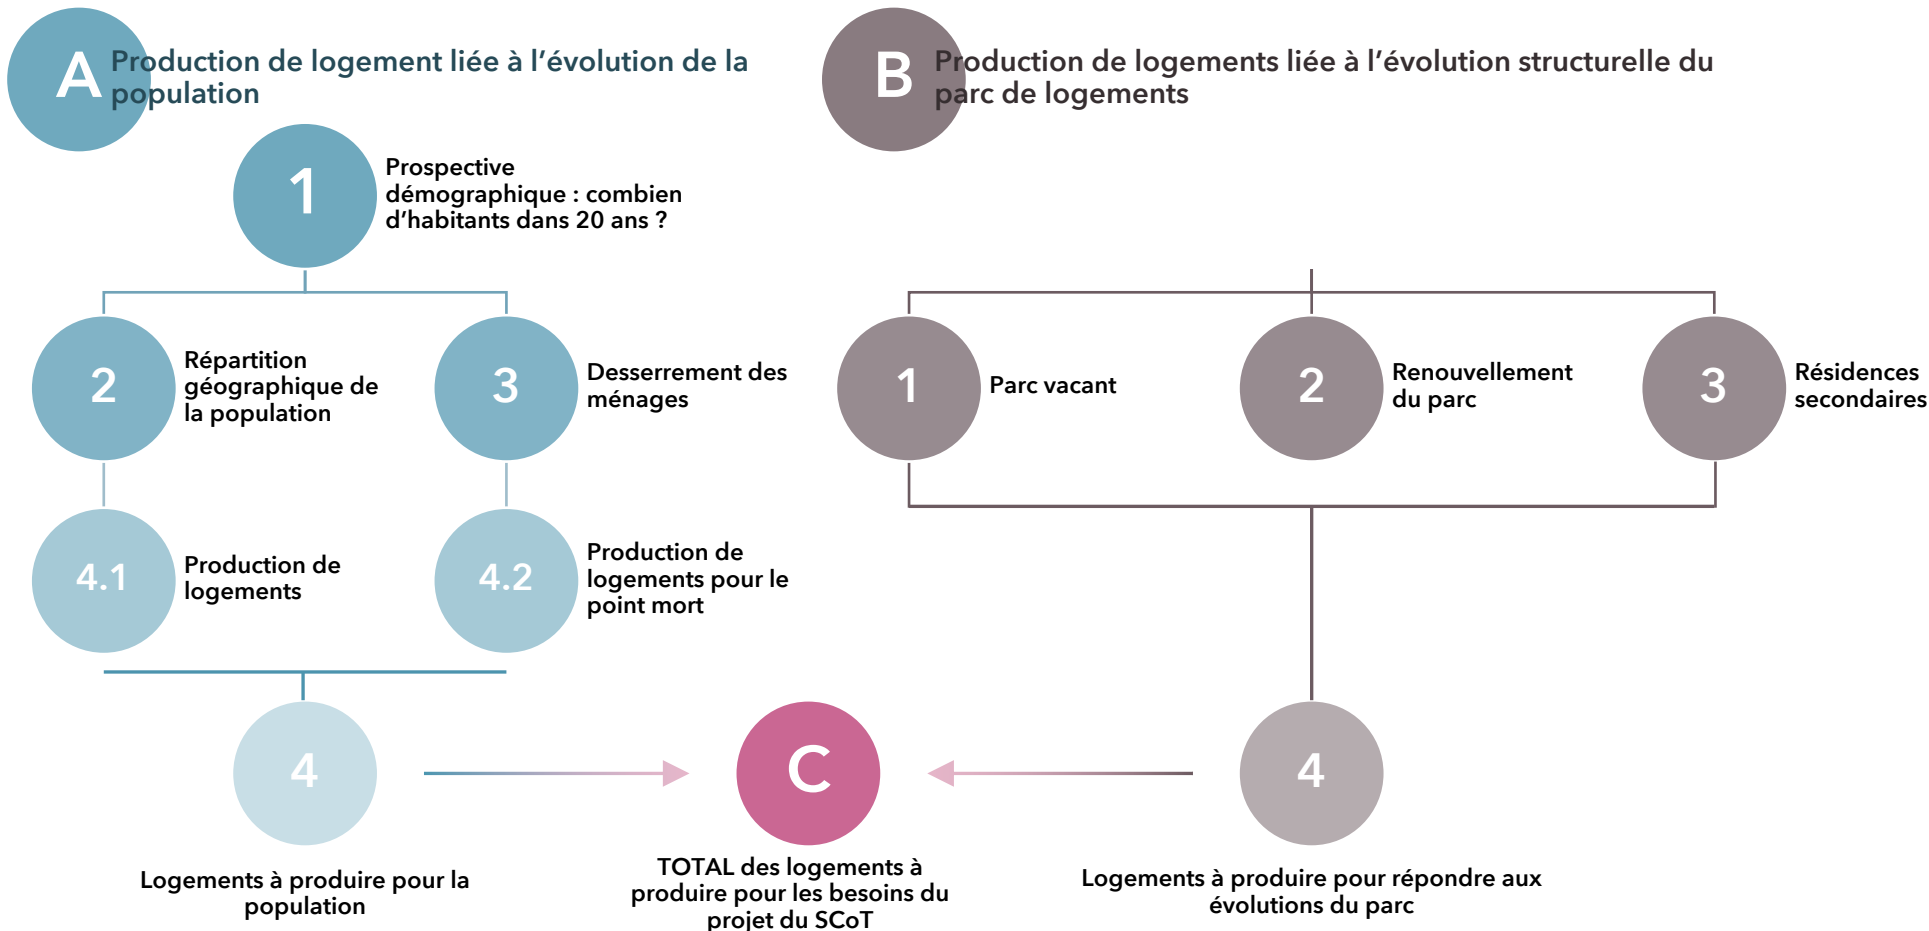 A
Production de logement liée à l'évolution de la
population
B
Production de logements liée à l'évolution structurelle du
parc de logements
1
Prospective
démographique : combien
d'habitants dans 20 ans ?
2
Répartition
géographique de
la population
3
Desserrement des
ménages
1
Parc vacant
2
Renouvellement
du parc
3
Résidences
secondaires
4.1
Production de
logements
4.2
Production de
logements pour le
point mort
4
Logements à produire pour la
population
C
TOTAL des logements à
produire pour les besoins du
projet du SCoT
4
Logements à produire pour répondre aux
évolutions du parc